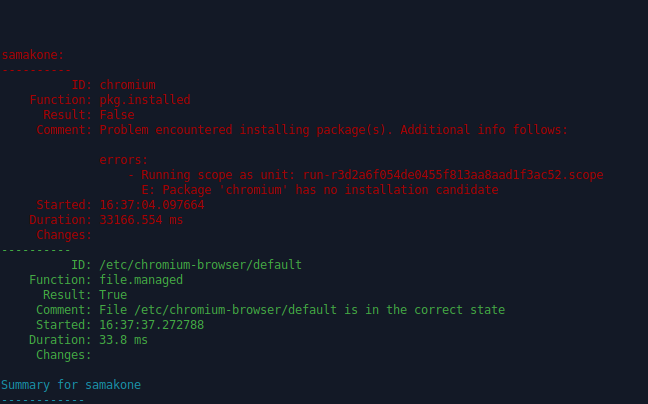 samakone:
----------
          ID: chromium
    Function: pkg.installed
      Result: False
     Comment: Problem encountered installing package(s). Additional info follows:
              errors:
                  - Running scope as unit: run-r3d2a6f054de0455f813aa8aad1f3ac52.scope
                    E: Package 'chromium' has no installation candidate
     Started: 16:37:04.097664
    Duration: 33166.554 ms
     Changes:
----------
          ID: /etc/chromium-browser/default
    Function: file.managed
      Result: True
     Comment: File /etc/chromium-browser/default is in the correct state
     Started: 16:37:37.272788
    Duration: 33.8 ms
     Changes:
Summary for samakone
------------